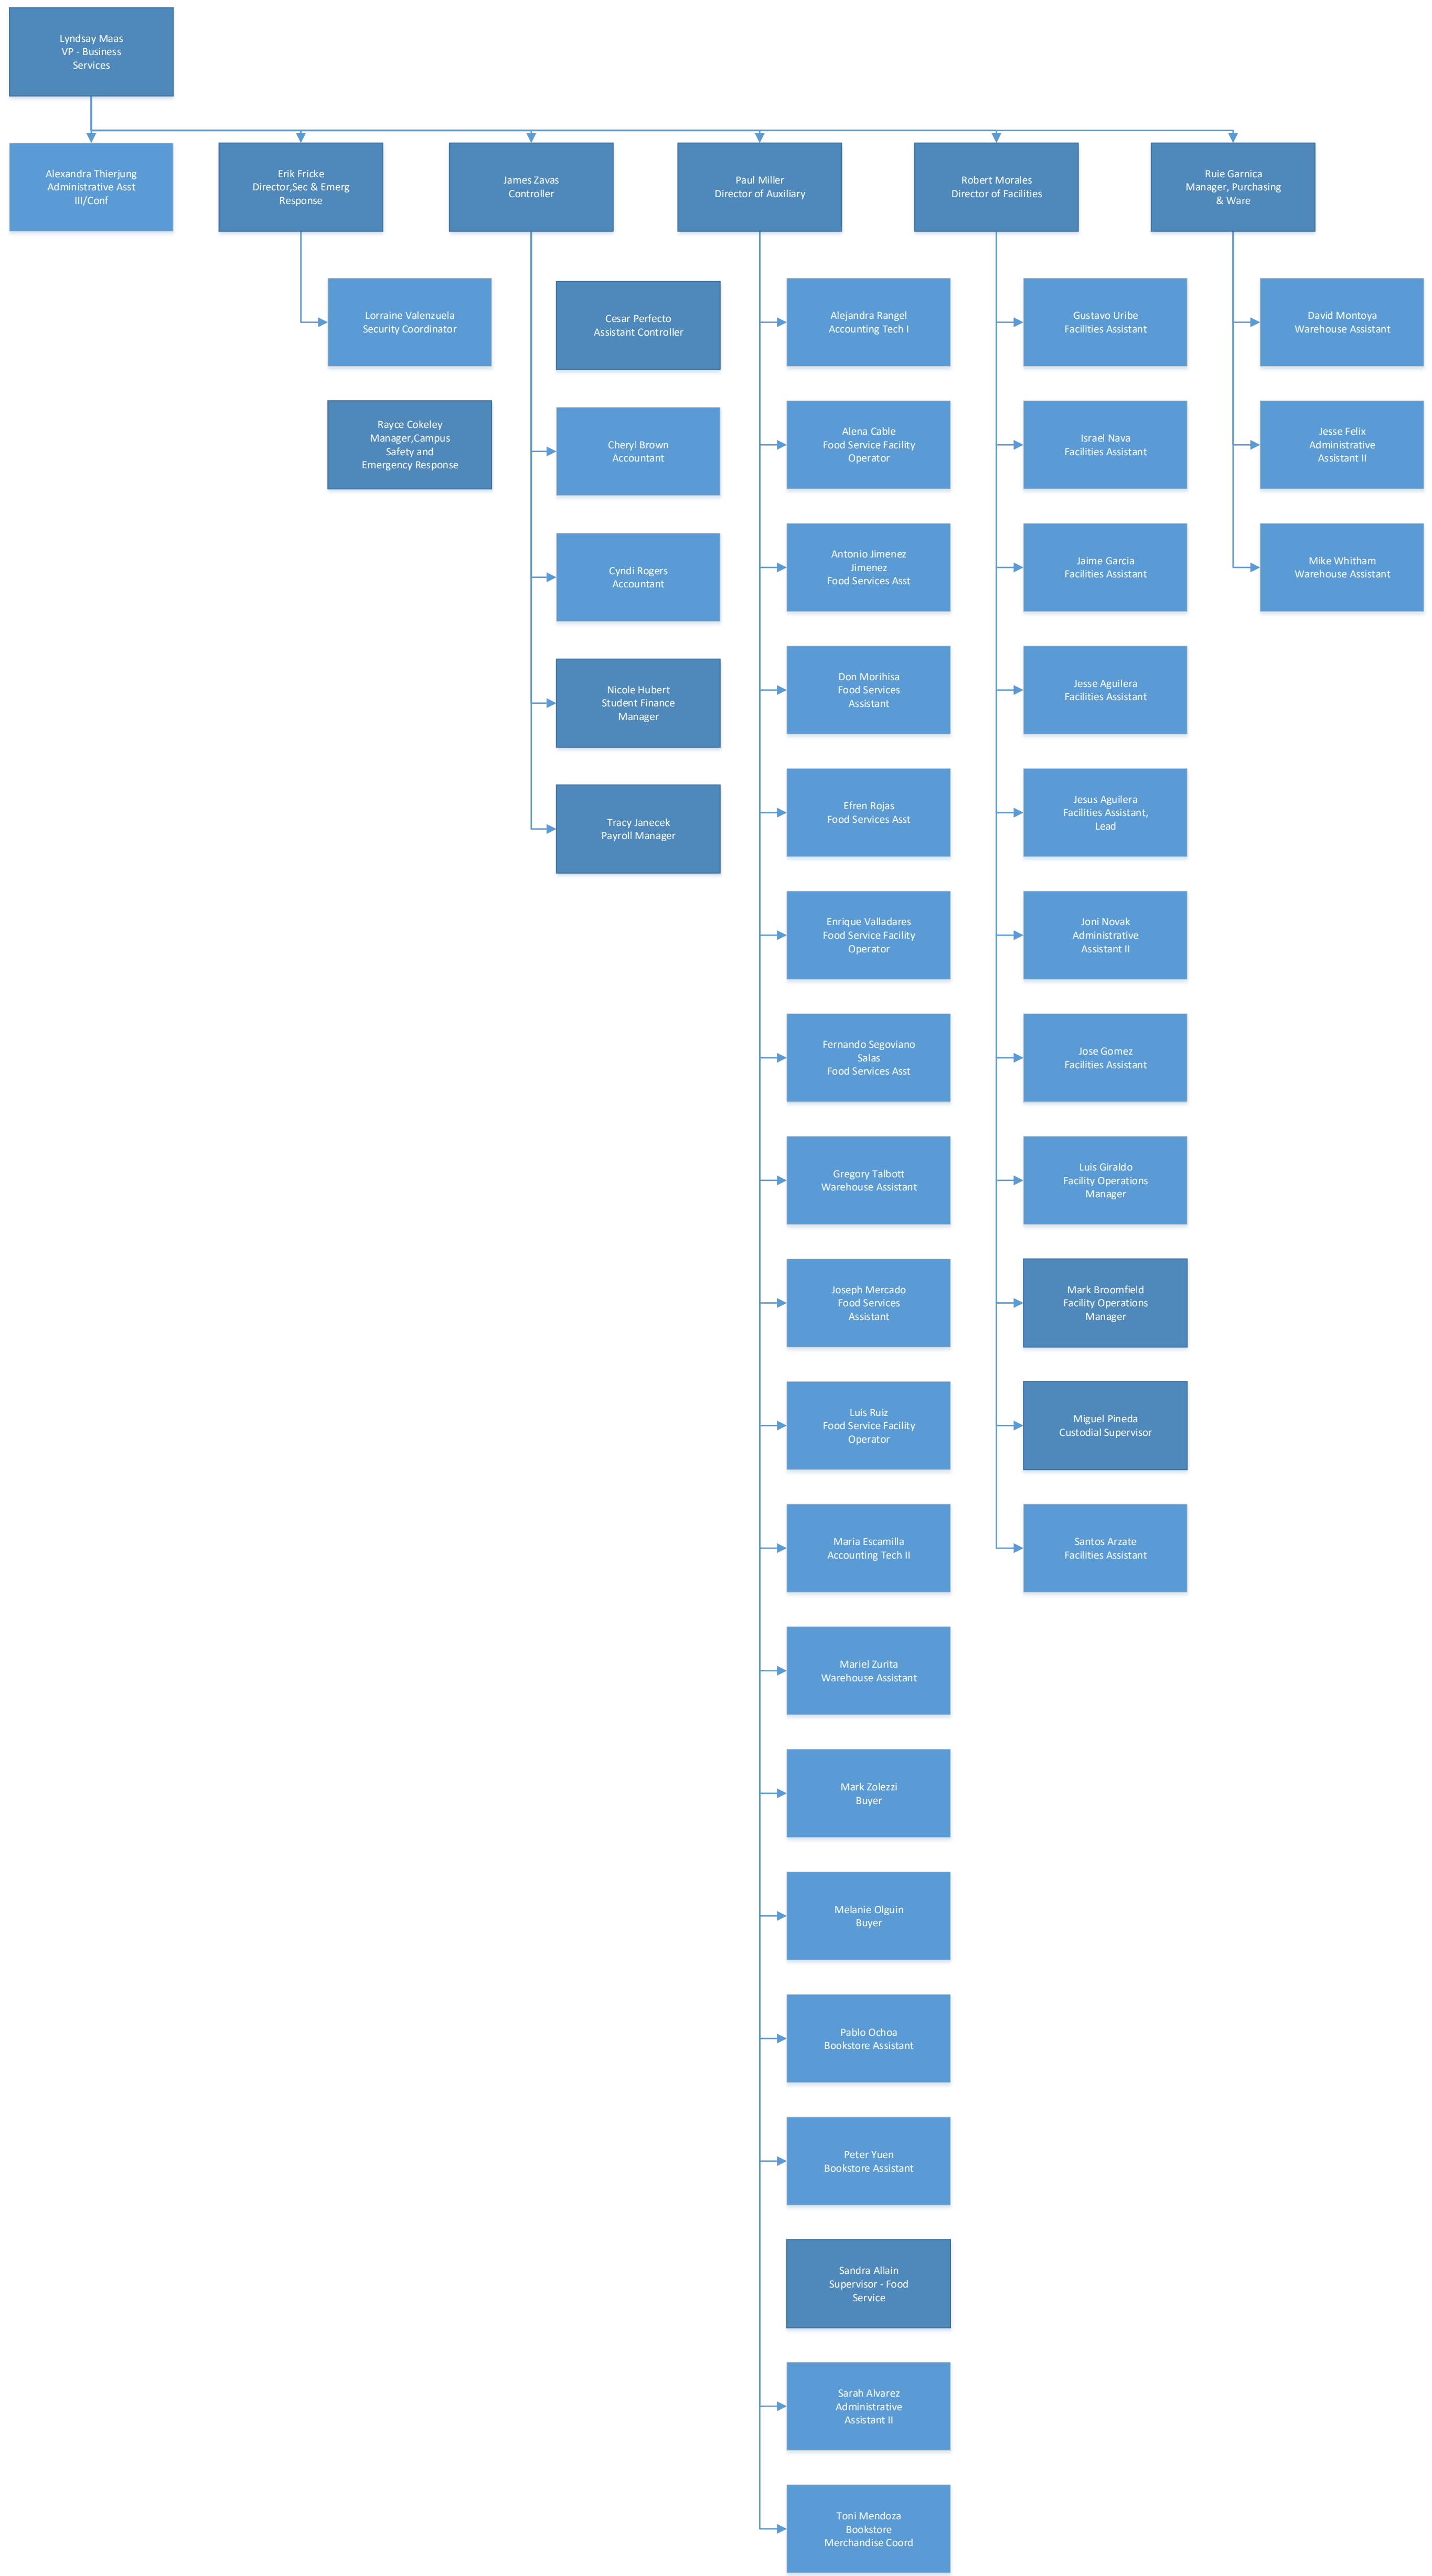 Lyndsay Maas
VP - Business
Services
Alexandra Thierjung
Administrative Asst
III/Conf
Erik Fricke
Director,Sec & Emerg
Response
James Zavas
Controller
Paul Miller
Director of Auxiliary
Robert Morales
Director of Facilities
Ruie Garnica
Manager, Purchasing
& Ware
Lorraine Valenzuela
Security Coordinator
Rayce Cokeley
Manager,Campus
Safety and
Emergency Response
Cesar Perfecto
Assistant Controller
Cheryl Brown
Accountant
Cyndi Rogers
Accountant
Nicole Hubert
Student Finance
Manager
Tracy Janecek
Payroll Manager
Alejandra Rangel
Accounting Tech I
Alena Cable
Food Service Facility
Operator
Antonio Jimenez
Jimenez
Food Services Asst
Don Morihisa
Food Services
Assistant
Efren Rojas
Food Services Asst
Enrique Valladares
Food Service Facility
Operator
Fernando Segoviano
Salas
Food Services Asst
Gregory Talbott
Warehouse Assistant
Joseph Mercado
Food Services
Assistant
Luis Ruiz
Food Service Facility
Operator
Maria Escamilla
Accounting Tech II
Mariel Zurita
Warehouse Assistant
Mark Zolezzi
Buyer
Melanie Olguin
Buyer
Pablo Ochoa
Bookstore Assistant
Peter Yuen
Bookstore Assistant
Sandra Allain
Supervisor - Food
Service
Sarah Alvarez
Administrative
Assistant II
Toni Mendoza
Bookstore
Merchandise Coord
Gustavo Uribe
Facilities Assistant
Israel Nava
Facilities Assistant
Jaime Garcia
Facilities Assistant
Jesse Aguilera
Facilities Assistant
Jesus Aguilera
Facilities Assistant,
Lead
Joni Novak
Administrative
Assistant II
Jose Gomez
Facilities Assistant
Luis Giraldo
Facility Operations
Manager
Mark Broomfield
Facility Operations
Manager
Miguel Pineda
Custodial Supervisor
Santos Arzate
Facilities Assistant
David Montoya
Warehouse Assistant
Jesse Felix
Administrative
Assistant II
Mike Whitham
Warehouse Assistant